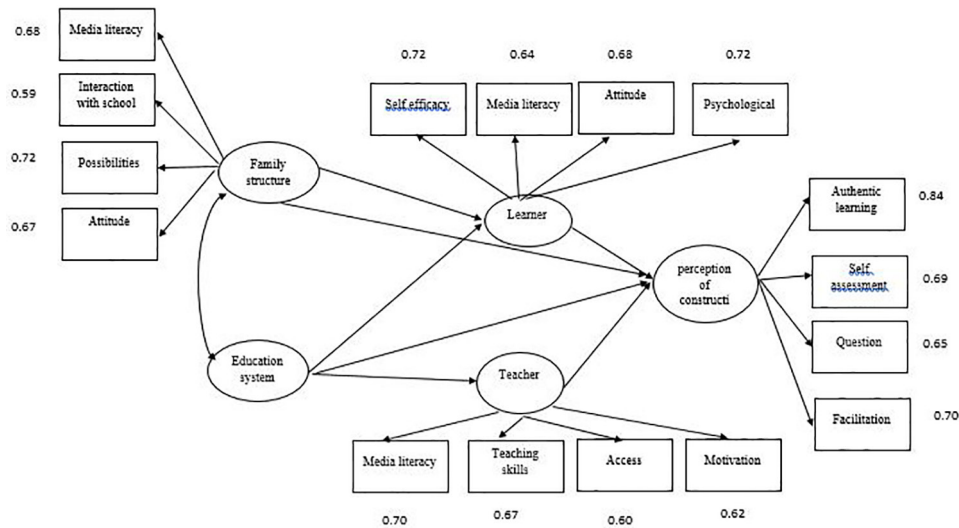 0.68
Media literacy
0.59
Interaction
with school
0.72
Possibilities
0.67
Attitude
Family
structure
0.72
0.64
0.68
0.72
Self efficacy
Media literacy
Attitude
Psychological
Learner
perception
of
constructi
Authentic
learning
0.84
Self
assessment
0.69
Question
0.65
Facilitation
0.70
Education
system
Teacher
Media literacy
Teaching
skills
Access
Motivation
0.70
0.67
0.60
0.62